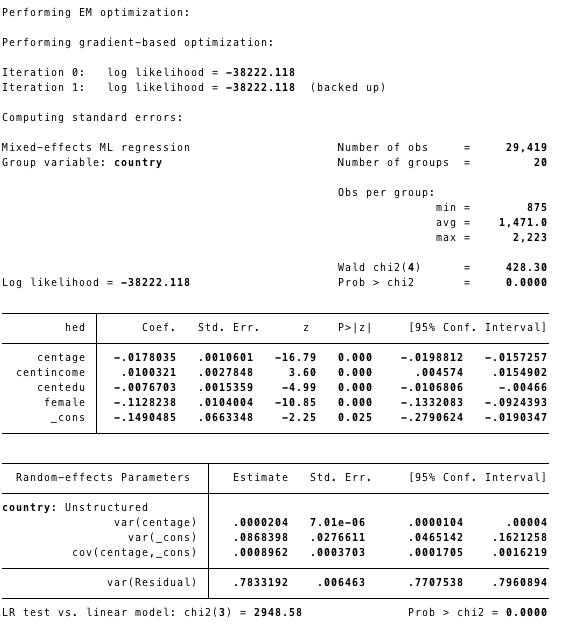 Performing EM optimization:
Performing gradient-based optimization:
Iteration 0:   log likelihood = -38222.118
Iteration 1:   log likelihood = -38222.118  (backed up)
Computing standard errors:
Mixed-effects ML regression                     Number of obs     =     29,419
Group variable: country                         Number of groups  =         20
Obs per group:
min =        875
avg =    1,471.0
max =      2,223
Wald chi2(4)      =     428.30
Log likelihood = -38222.118                     Prob > chi2       =     0.0000
hed |      Coef.   Std. Err.      z    P>|z|     [95% Conf. Interval]
centage |  -.0178035   .0010601   -16.79   0.000    -.0198812   -.0157257
centincome |   .0100321   .0027848     3.60   0.000      .004574    .0154902
centedu |  -.0076703   .0015359    -4.99   0.000    -.0106806     -.00466
female |  -.1128238   .0104004   -10.85   0.000    -.1332083   -.0924393
_cons |  -.1490485   .0663348    -2.25   0.025    -.2790624   -.0190347
Random-effects Parameters  |   Estimate   Std. Err.     [95% Conf. Interval]
country: Unstructured
var(centage) |   .0000204   7.01e-06      .0000104      .00004
var(_cons) |   .0868398   .0276611      .0465142    .1621258
cov(centage,_cons) |   .0008962   .0003703      .0001705    .0016219
var(Residual) |   .7833192    .006463      .7707538    .7960894
LR test vs. linear model: chi2(3) = 2948.58               Prob > chi2 = 0.0000